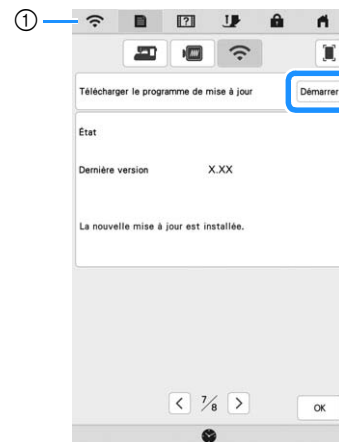 ①
Télécharger le programme de mise à jour
Démarrer
État
Dernière version X.XX
La nouvelle mise à jour est installée.
< 7/8 >
OK